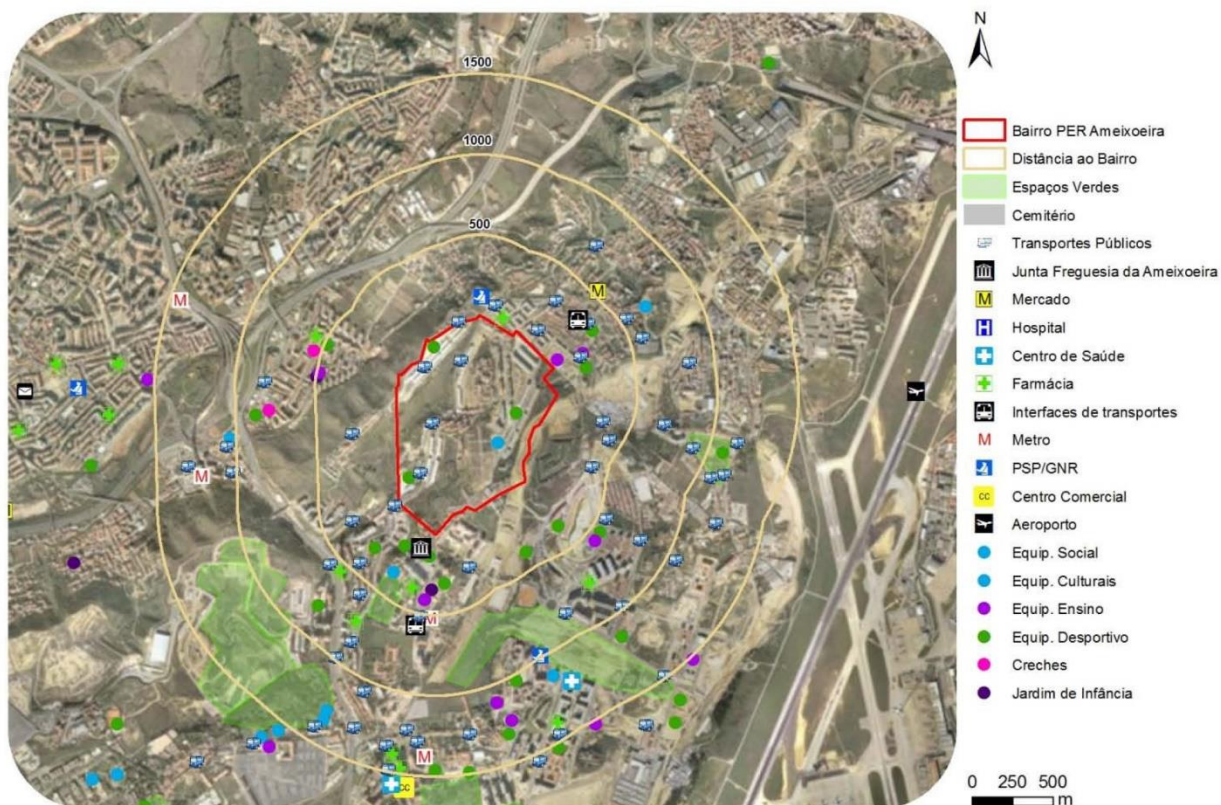 1500
1000
500
M
M
M
M
M
M
CC
N
Bairro PER Ameixoeira
Distância ao Bairro
Espaços Verdes
Cemitério
Transportes Públicos
Junta Freguesia da Ameixoeira
M Mercado
H Hospital
Centro de Saúde
Farmácia
Interfaces de transportes
M Metro
PSP/GNR
cc Centro Comercial
Aeroporto
Equip. Social
Equip. Culturais
Equip. Ensino
Equip. Desportivo
Creches
Jardim de Infância
0 250 500
m